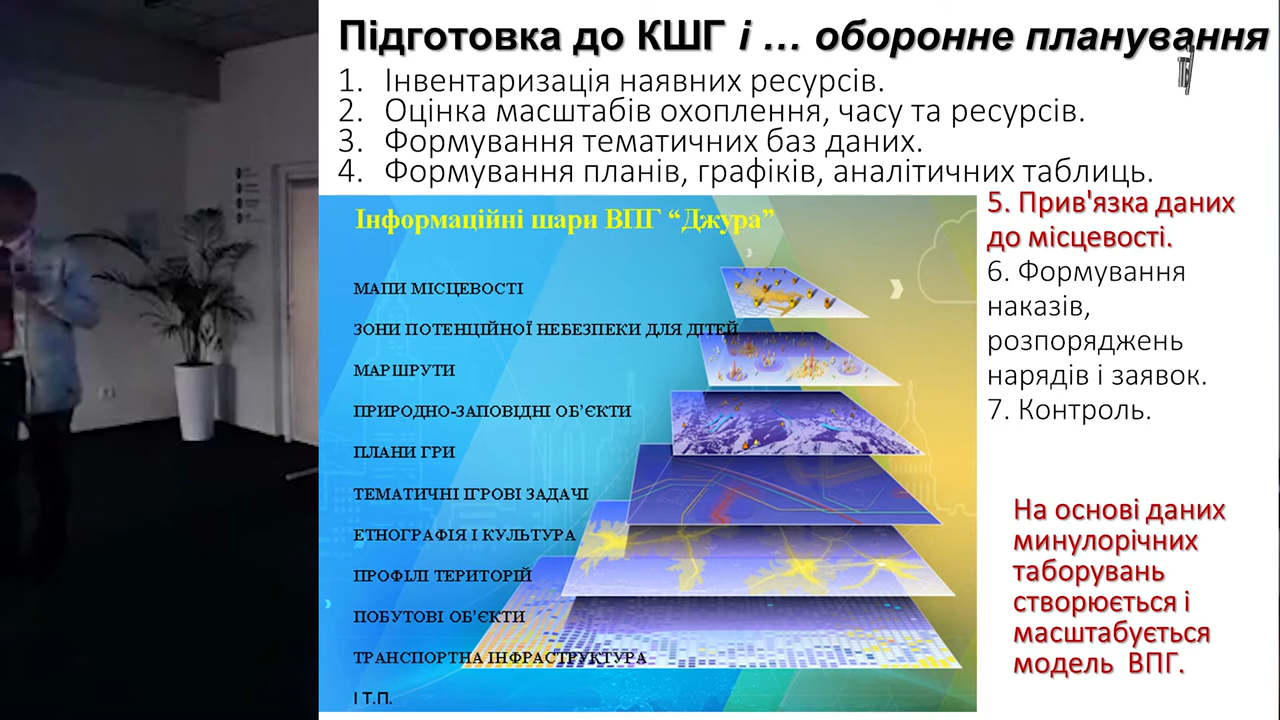 Підготовка до КШГ і ... оборонне планування
1. Інвентаризація наявних ресурсів.
2. Оцінка масштабів охоплення, часу та ресурсів.
3. Формування тематичних баз даних.
4. Формування планів, графіків, аналітичних таблиць.
5. Прив'язка даних
до місцевості.
6. Формування
наказів,
розпоряджень
нарядів і заявок.
7. Контроль.
Інформаційні шари ВПГ “Джура”
МАПИ МІСЦЕВОСТІ
ЗОНИ ПОТЕНЦІЙНОЇ НЕБЕЗПЕКИ ДЛЯ ДІТЕЙ
МАРШРУТИ
ПРИРОДНО-ЗАПОВІДНІ ОБ’ЄКТИ
ПЛАНИ ГРИ
ТЕМАТИЧНІ ІГРОВІ ЗАДАЧІ
ЕТНОГРАФІЯ І КУЛЬТУРА
ПРОФІЛІ ТЕРИТОРІЙ
ПОБУТОВІ ОБ’ЄКТИ
ТРАНСПОРТНА ІНФРАСТРУКТУРА
І Т.П.
На основі даних
минулорічних
таборувань
створюється і
масштабується
модель ВПГ.